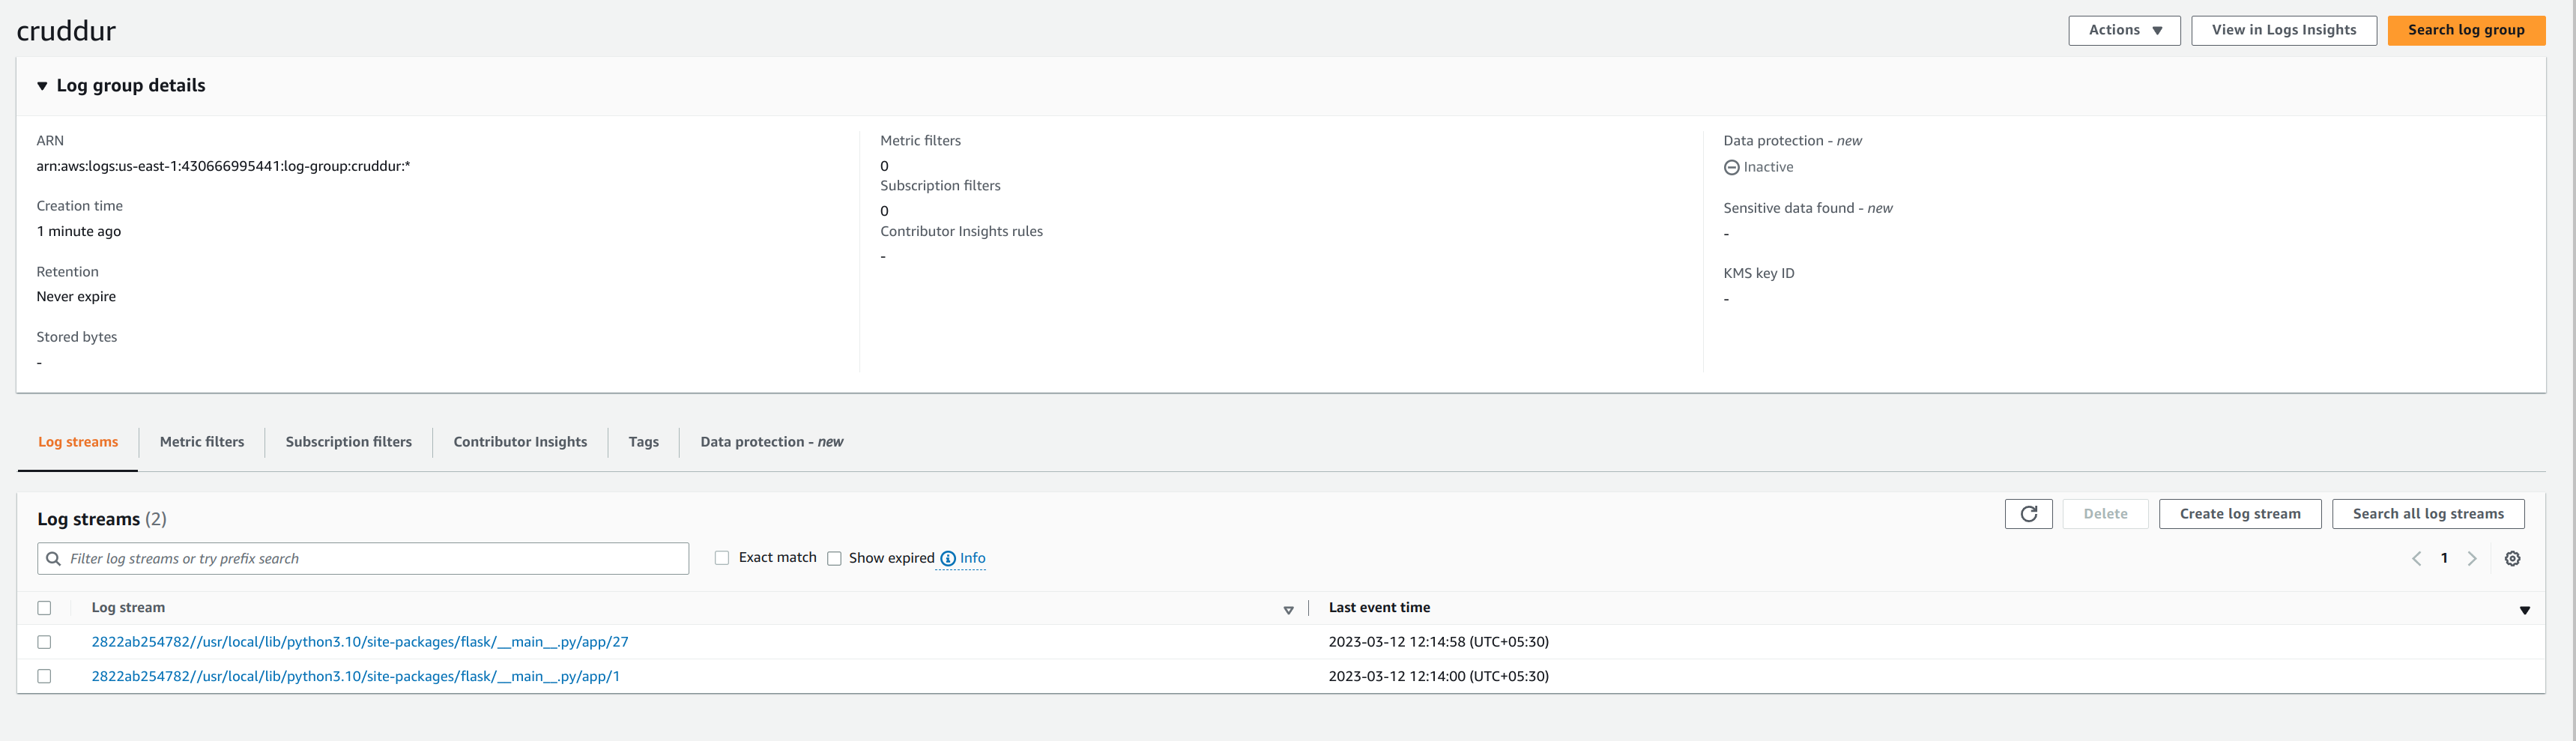 cruddur
Actions ▼ View in Logs Insights Search log group
▼ Log group details
ARN
arn:aws:logs:us-east-1:430666995441:log-group:cruddur:*
Creation time
1 minute ago
Retention
Never expire
Stored bytes
-
Metric filters
0
Subscription filters
0
Contributor Insights rules
-
Data protection - new
Inactive
Sensitive data found - new
-
KMS key ID
-
Log streams Metric filters Subscription filters Contributor Insights Tags Data protection - new
Log streams (2)
Delete Create log stream Search all log streams
Filter log streams or try prefix search Exact match Show expired Info 1
Log stream Last event time
2822ab254782//usr/local/lib/python3.10/site-packages/flask/__main__.py/app/27 2023-03-12 12:14:58 (UTC+05:30)
2822ab254782//usr/local/lib/python3.10/site-packages/flask/__main__.py/app/1 2023-03-12 12:14:00 (UTC+05:30)